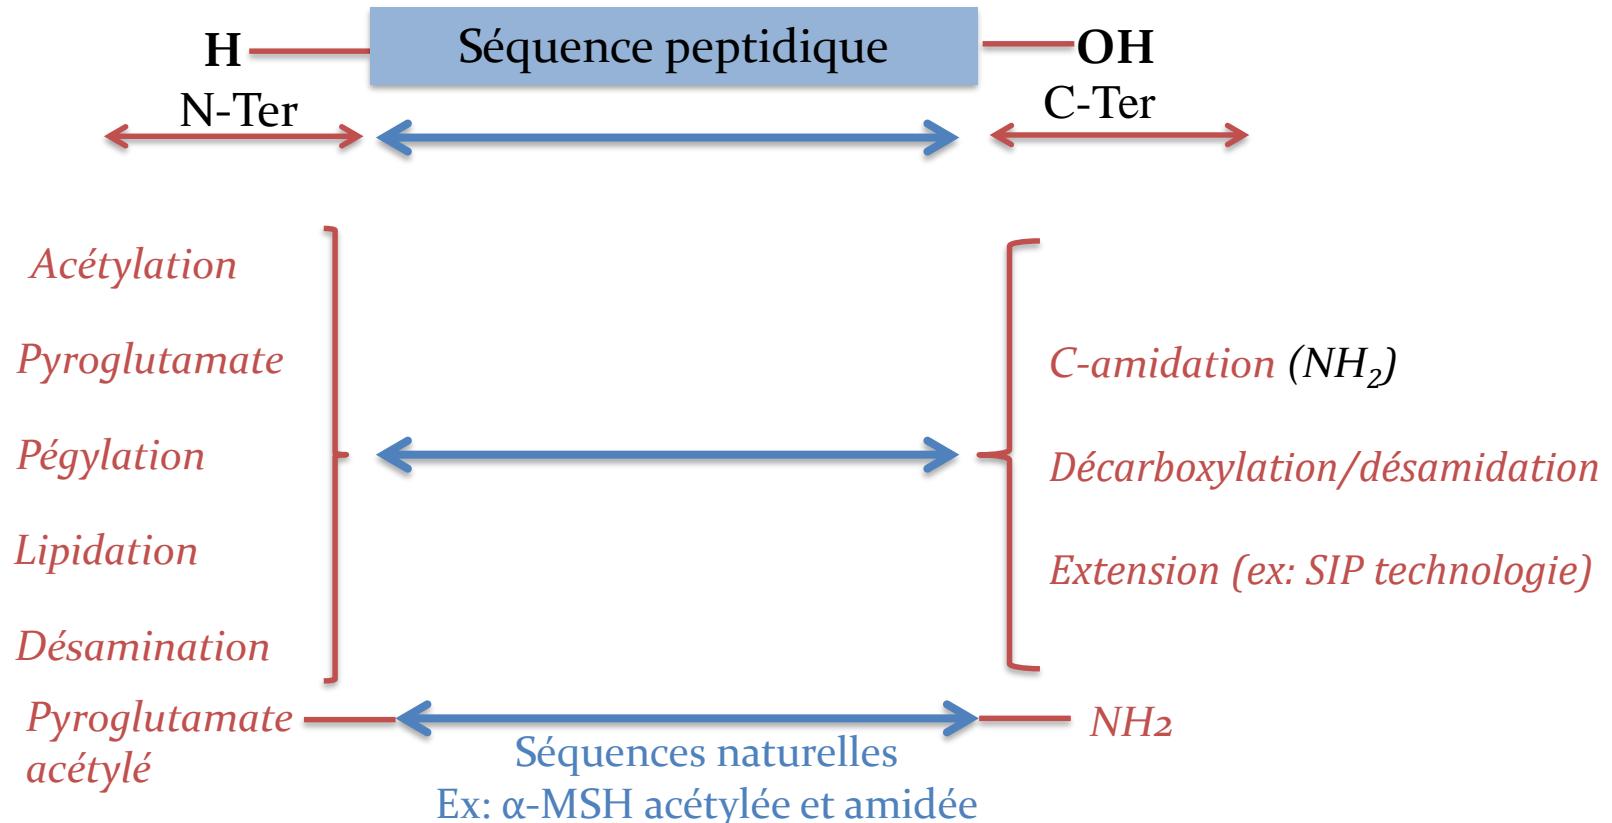 H
Séquence peptidique
OH
N-Ter
C-Ter
Acétylation
Pyroglutamate
Pégylation
Lipidation
Désamination
C-amidation (NH₂)
Décarboxylation/désamidation
Extension (ex: SIP technologie)
Pyroglutamate
acétylé
NH2
Séquences naturelles
Ex: α-MSH acétylée et amidée